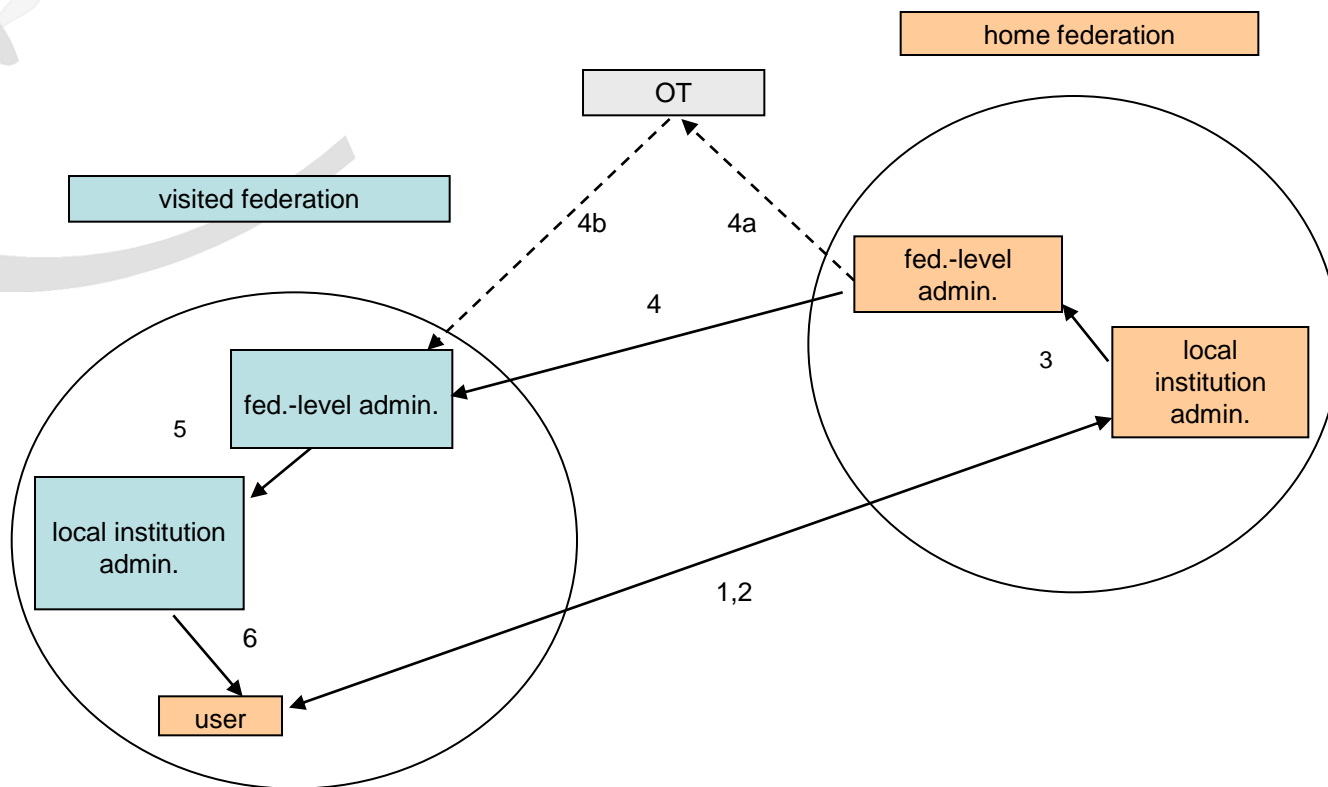 home federation
OT
visited federation
4b
4a
fed.-level
admin.
4
local
institution
admin.
3
fed.-level admin.
5
local institution
admin.
1,2
6
user